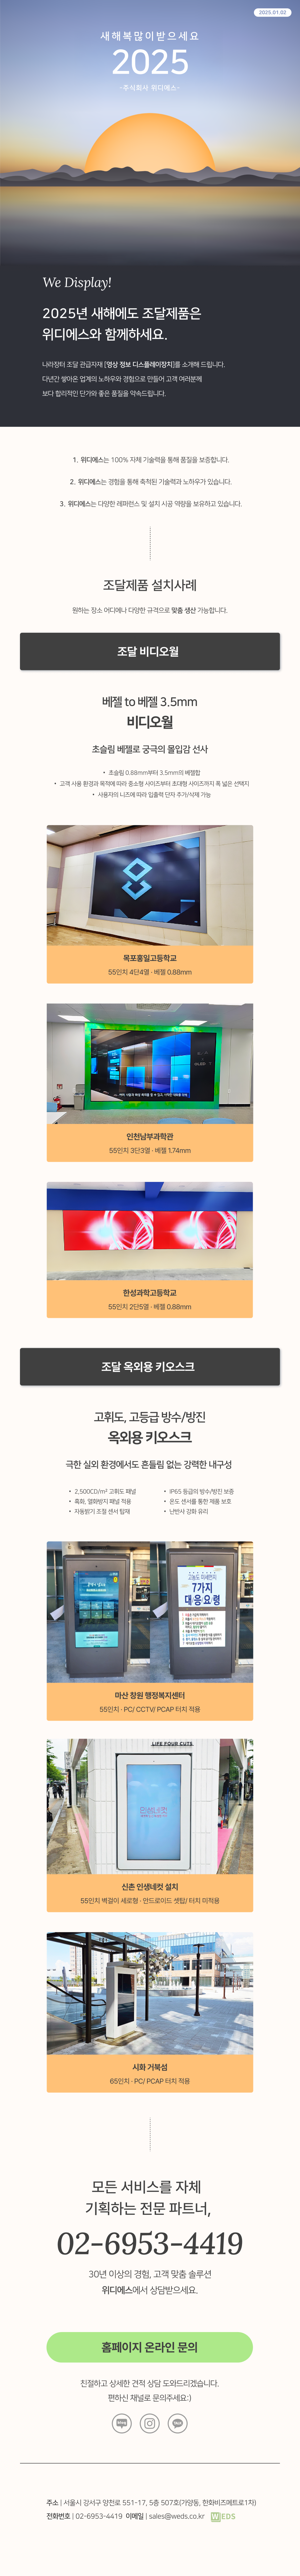 2025.01.02
새해복많이받으세요
2025
-주식회사 위디에스-
We Display!
2025년 새해에도 조달제품은
위디에스와 함께하세요.
나라장터 조달 관급자재 [영상 정보 디스플레이장치]를 소개해 드립니다.
다년간 쌓아온 업계의 노하우와 경험으로 만들어 고객 여러분께
보다 합리적인 단가와 좋은 품질을 약속드립니다.
1. 위디에스는 100% 자체 기술력을 통해 품질을 보증합니다.
2. 위디에스는 경험을 통해 축적된 기술력과 노하우가 있습니다.
3. 위디에스는 다양한 레퍼런스 및 설치 시공 역량을 보유하고 있습니다.
조달제품 설치사례
원하는 장소 어디에나 다양한 규격으로 맞춤 생산 가능합니다.
조달 비디오월
베젤 to 베젤 3.5mm
비디오월
초슬림 베젤로 궁극의 몰입감 선사
• 초슬림 0.88mm부터 3.5mm의 베젤합
• 고객 사용 환경과 목적에 따라 중소형 사이즈부터 초대형 사이즈까지 폭 넓은 선택지
• 사용자의 니즈에 따라 입출력 단자 추가/삭제 가능
목포홍일고등학교
55인치 4단4열 · 베젤 0.88mm
인천남부과학관
55인치 3단3열 · 베젤 1.74mm
한성과학고등학교
55인치 2단5열 · 베젤 0.88mm
조달 옥외용 키오스크
고휘도, 고등급 방수/방진
옥외용 키오스크
극한 실외 환경에서도 흔들림 없는 강력한 내구성
• 2,500CD/m² 고휘도 패널
• 흑화, 열화방지 패널 적용
• 자동밝기 조절 센서 탑재
• IP65 등급의 방수/방진 보증
• 온도 센서를 통한 제품 보호
• 난반사 강화 유리
고농도 미세먼지
7가지
대응요령
마산 창원 행정복지센터
55인치 · PC/ CCTV/ PCAP 터치 적용
LIFE FOUR CUTS
인생네컷
신촌 인생네컷 설치
55인치 벽걸이 세로형 · 안드로이드 셋탑/ 터치 미적용
시화 거북섬
65인치 · PC/ PCAP 터치 적용
모든 서비스를 자체
기획하는 전문 파트너,
02-6953-4419
30년 이상의 경험, 고객 맞춤 솔루션
위디에스에서 상담받으세요.
홈페이지 온라인 문의
친절하고 상세한 견적 상담 도와드리겠습니다.
편하신 채널로 문의주세요:)
주소 | 서울시 강서구 양천로 551-17, 5층 507호(가양동, 한화비즈메트로1차)
전화번호 | 02-6953-4419 이메일 | sales@weds.co.kr WEDS